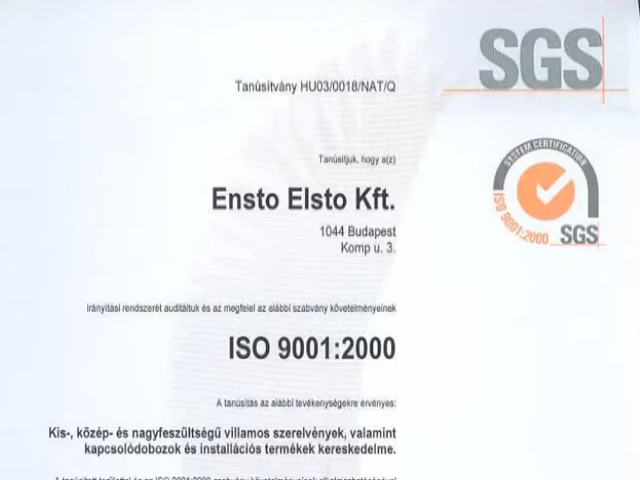 SGS
Tanúsítvány HU03/0018/NAT/Q
Tanúsítjuk, hogy a(z)
SYSTEM CERTIFICATION
ISO 9001:2000
SGS
Ensto Elsto Kft.
1044 Budapest
Komp u. 3.
irányítási rendszerét auditáltuk és az megfelel az alábbi szabvány követelményeinek
ISO 9001:2000
A tanúsítás az alábbi tevékenységekre érvényes:
Kis-, közép- és nagyfeszültségű villamos szerelvények, valamint
kapcsolódobozok és installációs termékek kereskedelme.